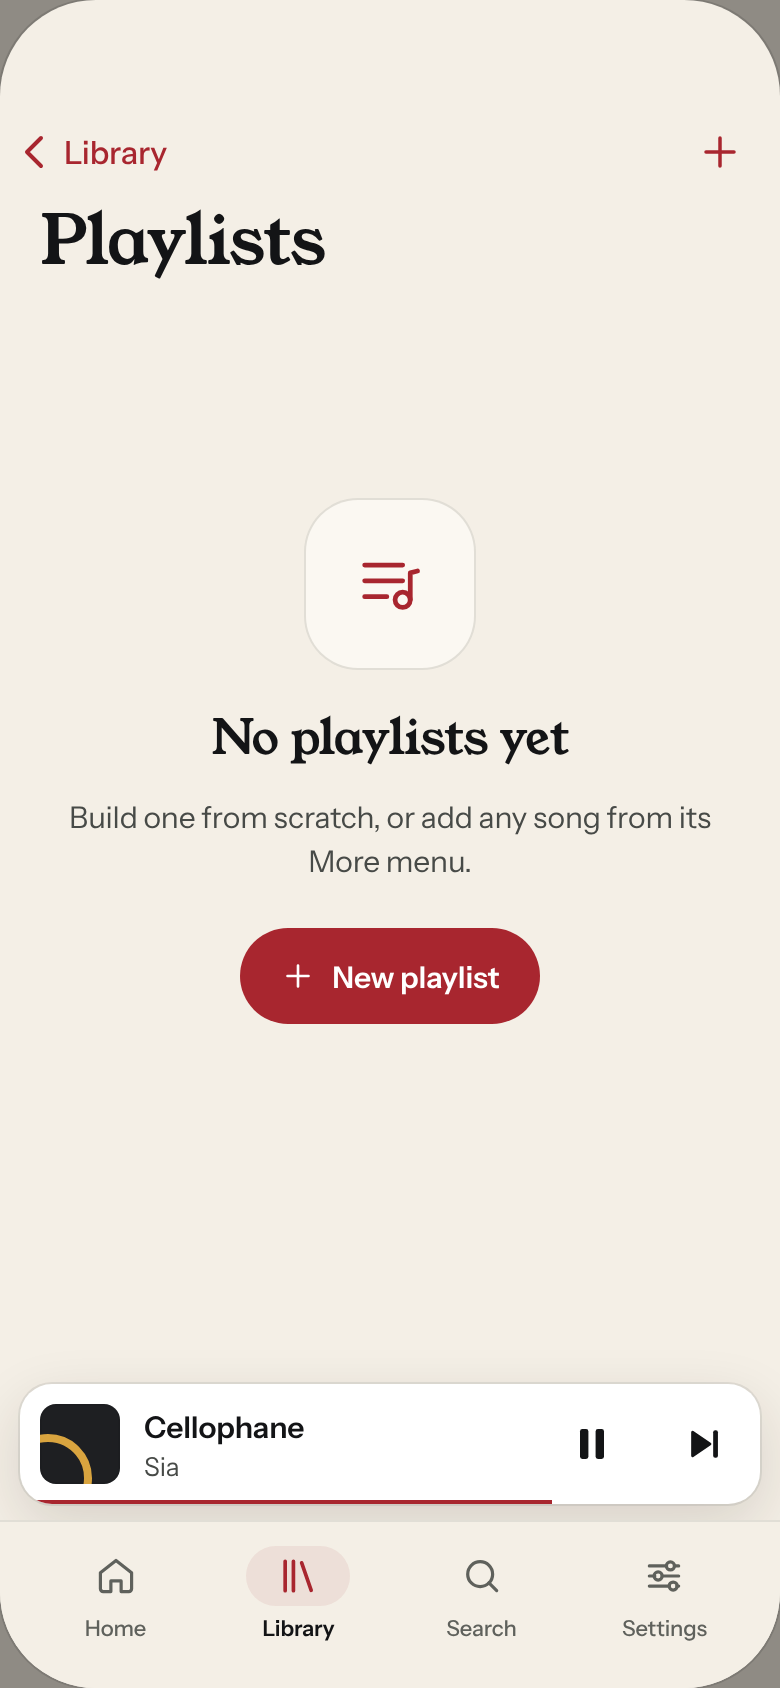 Library
Playlists
No playlists yet
Build one from scratch, or add any song from its
More menu.
New playlist
Cellophane
Sia
Home
Library
Search
Settings